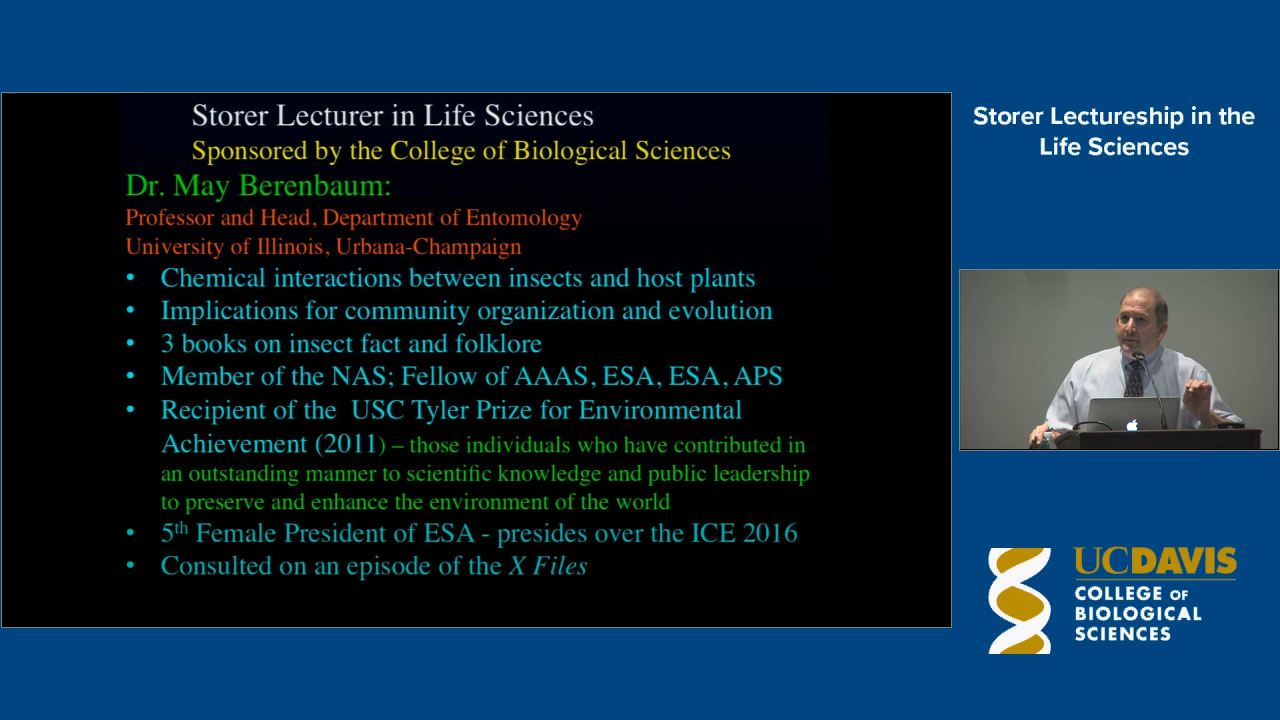 Storer Lecturer in Life Sciences
Sponsored by the College of Biological Sciences
Dr. May Berenbaum:
Professor and Head, Department of Entomology
University of Illinois, Urbana-Champaign
• Chemical interactions between insects and host plants
• Implications for community organization and evolution
• 3 books on insect fact and folklore
• Member of the NAS; Fellow of AAAS, ESA, ESA, APS
• Recipient of the USC Tyler Prize for Environmental
Achievement (2011) – those individuals who have contributed in
an outstanding manner to scientific knowledge and public leadership
to preserve and enhance the environment of the world
• 5th Female President of ESA - presides over the ICE 2016
• Consulted on an episode of the X Files
Storer Lectureship in the
Life Sciences
UCDAVIS
COLLEGE OF
BIOLOGICAL
SCIENCES